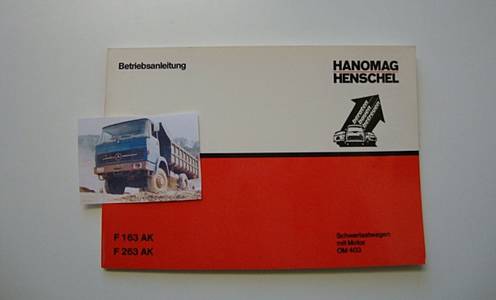 Betriebsanleitung
HANOMAG
HENSCHEL
F 163 AK
F 263 AK
Schwerlastwagen
mit Motor
OM 403